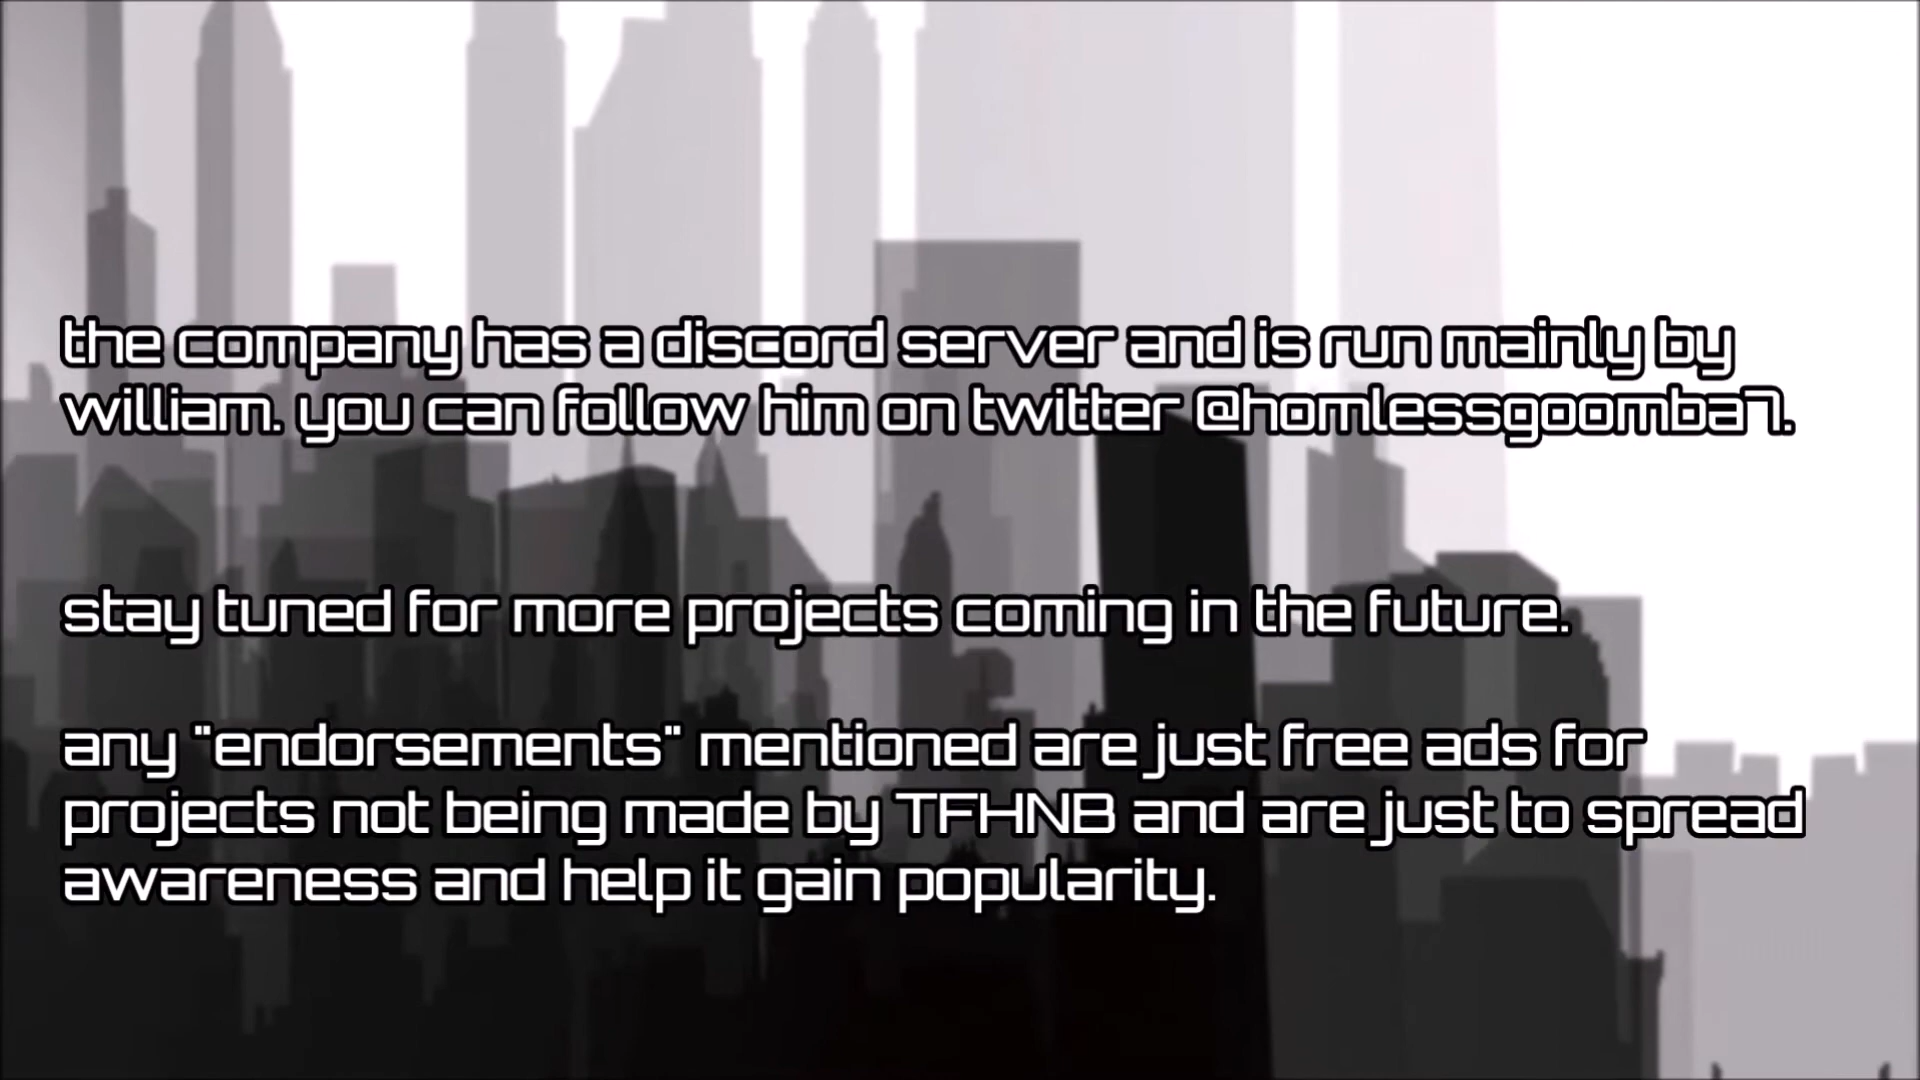 the company has a discord server and is run mainly by
william. you can follow him on twitter @homlessgoomba7.
stay tuned for more projects coming in the future.
any "endorsements" mentioned are just free ads for
projects not being made by TFHNB and are just to spread
awareness and help it gain popularity.